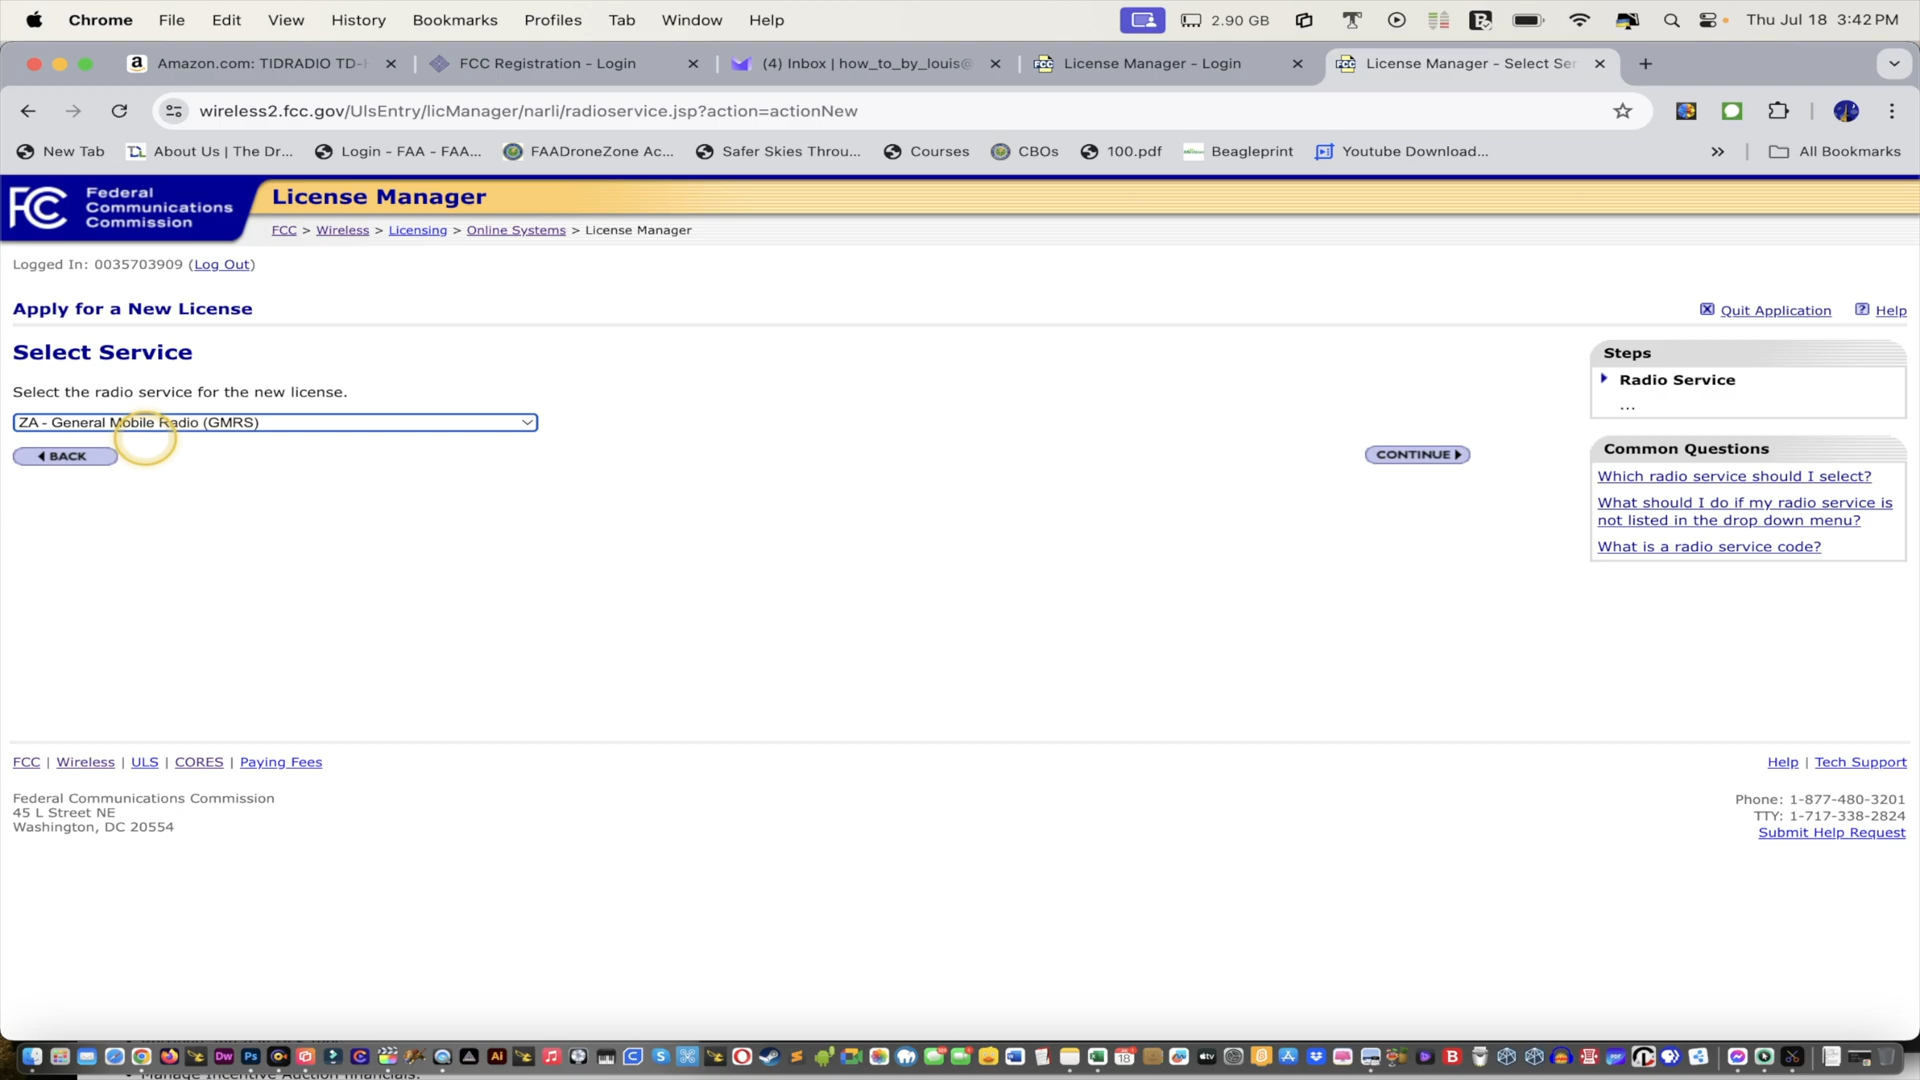 Chrome File Edit View History Bookmarks Profiles Tab Window Help 2.90 GB Thu Jul 18 3:42 PM
Amazon.com: TIDRADIO TD-H
FCC Registration - Login
(4) Inbox | how_to_by_louis@
License Manager - Login
License Manager - Select Ser
wireless2.fcc.gov/UlsEntry/licManager/narli/radioservice.jsp?action=actionNew
New Tab About Us | The Dr... Login - FAA - FAA... FAADroneZone Ac... Safer Skies Throu... Courses CBOs 100.pdf Beagleprint Youtube Download... » All Bookmarks
FCC Federal
Communications
Commission
License Manager
FCC > Wireless > Licensing > Online Systems > License Manager
Logged In: 0035703909 (Log Out)
Apply for a New License
Quit Application Help
Select Service
Select the radio service for the new license.
ZA - General Mobile Radio (GMRS)
BACK
CONTINUE
Steps
Radio Service
...
Common Questions
Which radio service should I select?
What should I do if my radio service is
not listed in the drop down menu?
What is a radio service code?
FCC | Wireless | ULS | CORES | Paying Fees
Help | Tech Support
Federal Communications Commission
45 L Street NE
Washington, DC 20554
Phone: 1-877-480-3201
TTY: 1-717-338-2824
Submit Help Request
Manage Incentive Auction financials.